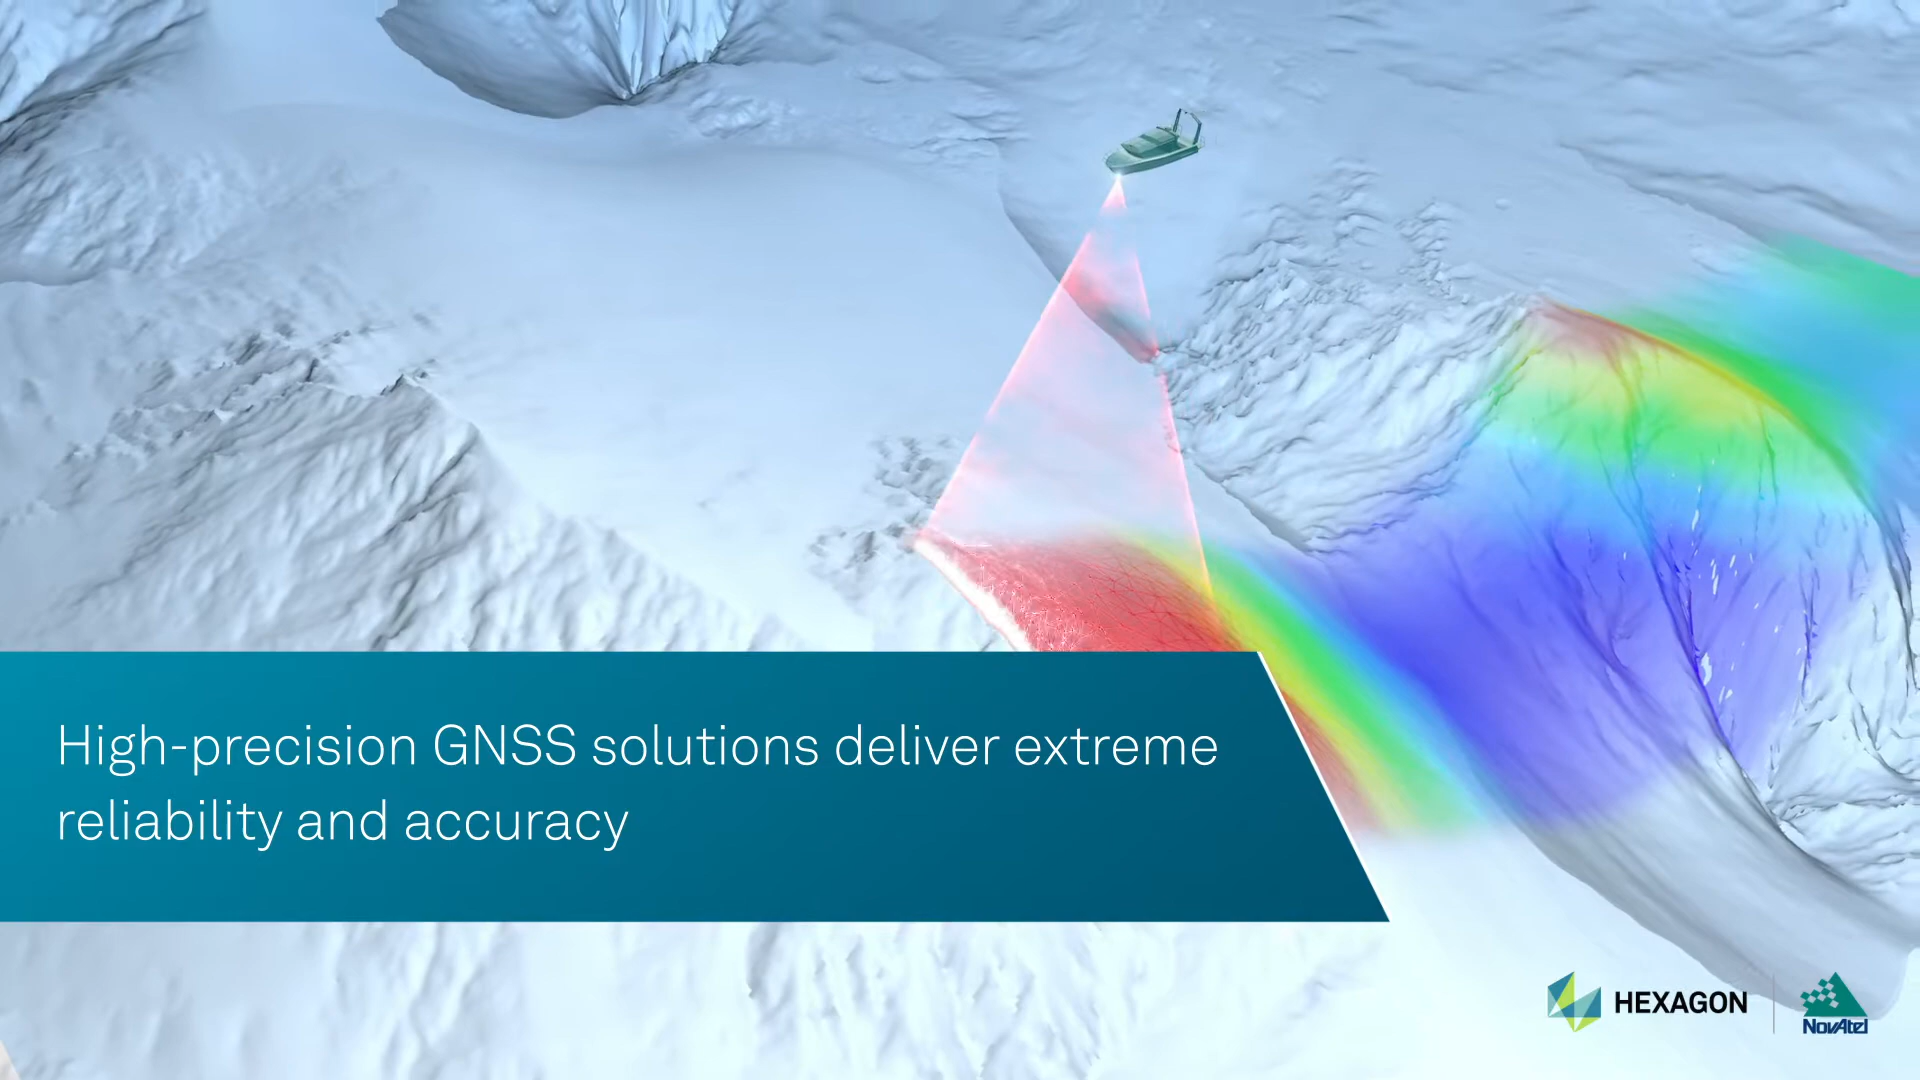 High-precision GNSS solutions deliver extreme
reliability and accuracy
HEXAGON
NovAtel